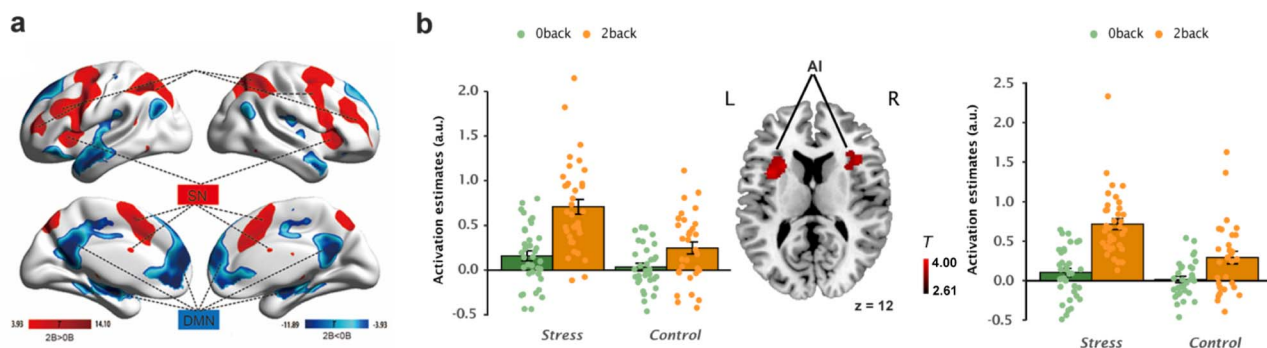 a
SN
DMN
3.93 T 14.10
2B>0B
-11.89 T -3.93
2B<0B
b
0back 2back
Activation estimates (a.u.)
2.0
1.5
1.0
0.5
0.0
-0.5
Stress Control
AI
L R
T
4.00
2.61
z = 12
0back 2back
Activation estimates (a.u.)
2.5
2.0
1.5
1.0
0.5
0.0
-0.5
Stress Control